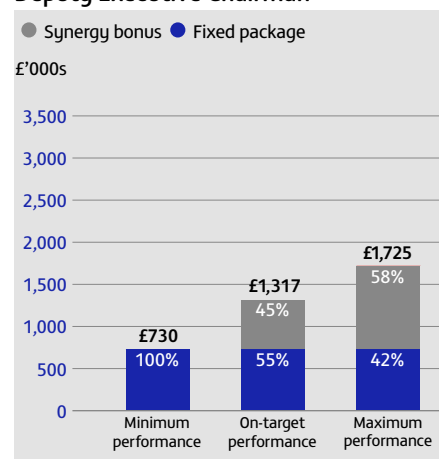 Deputy Executive Chairman
Synergy bonus Fixed package
£’000s
3,500
3,000
2,500
2,000
1,500
1,000
500
0
£730
100%
£1,317
45%
55%
£1,725
58%
42%
Minimum
performance
On-target
performance
Maximum
performance